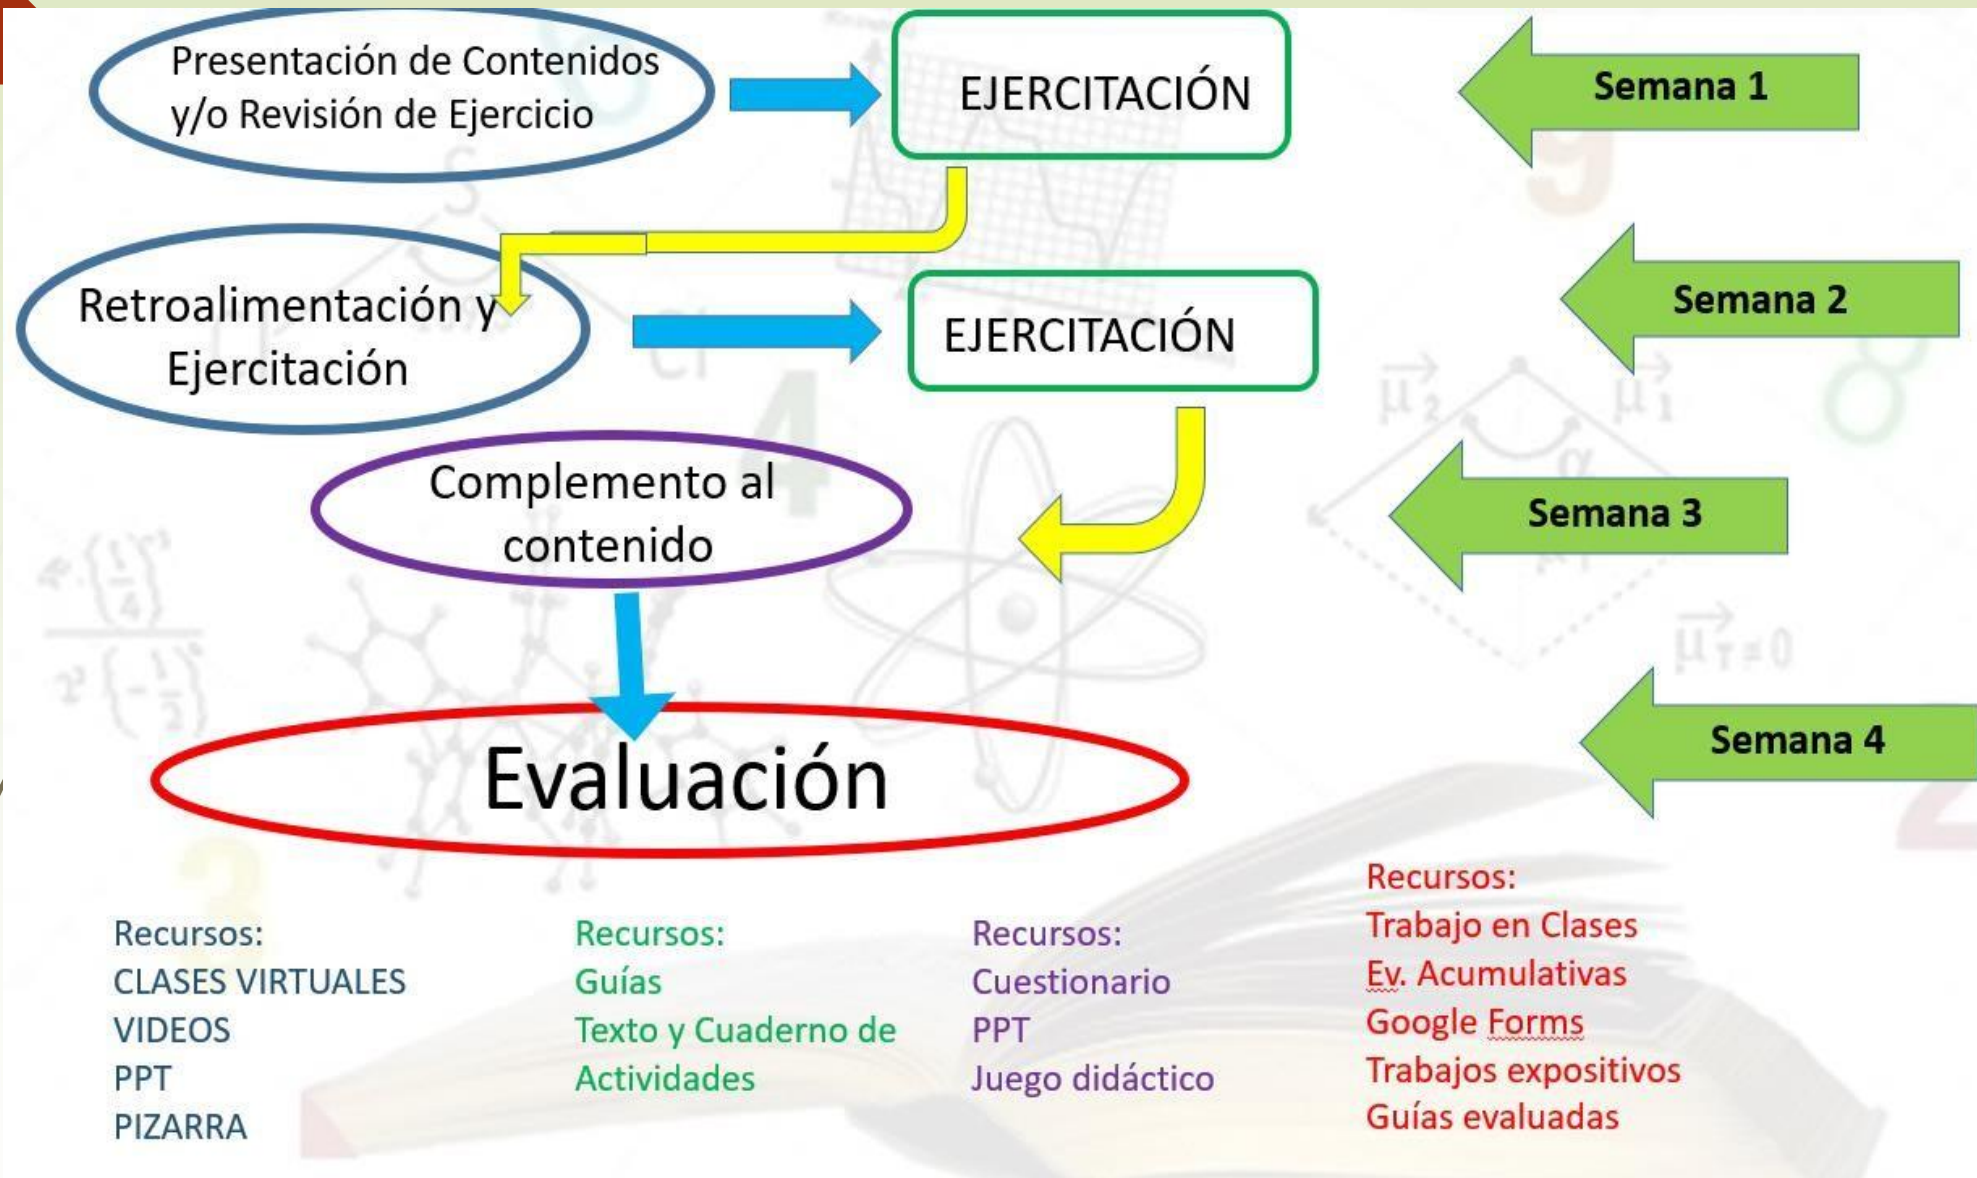 Presentación de Contenidos
y/o Revisión de Ejercicio
EJERCITACIÓN
Semana 1
Retroalimentación y
Ejercitación
EJERCITACIÓN
Semana 2
Complemento al
contenido
Semana 3
Evaluación
Semana 4
Recursos:
CLASES VIRTUALES
VIDEOS
PPT
PIZARRA
Recursos:
Guías
Texto y Cuaderno de
Actividades
Recursos:
Cuestionario
PPT
Juego didáctico
Recursos:
Trabajo en Clases
Ev. Acumulativas
Google Forms
Trabajos expositivos
Guías evaluadas